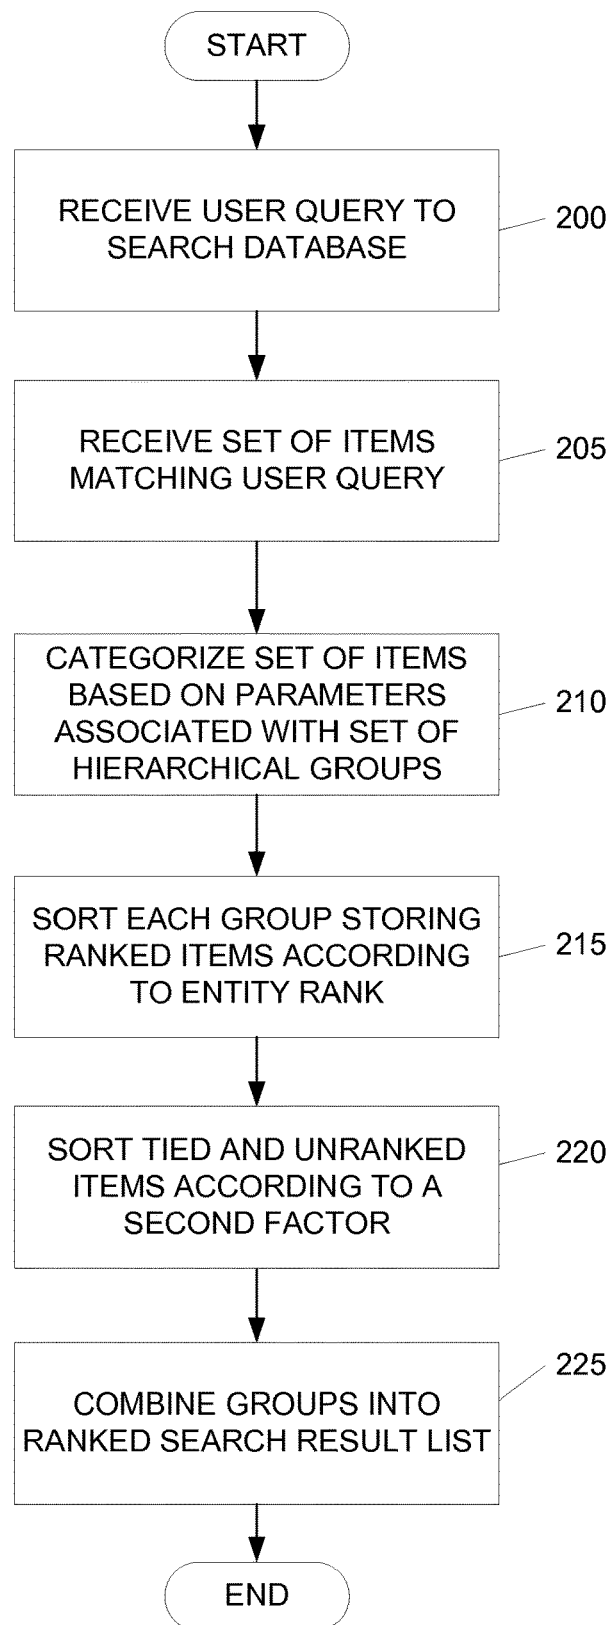 START
RECEIVE USER QUERY TO
SEARCH DATABASE
200
RECEIVE SET OF ITEMS
MATCHING USER QUERY
205
CATEGORIZE SET OF ITEMS
BASED ON PARAMETERS
ASSOCIATED WITH SET OF
HIERARCHICAL GROUPS
210
SORT EACH GROUP STORING
RANKED ITEMS ACCORDING
TO ENTITY RANK
215
SORT TIED AND UNRANKED
ITEMS ACCORDING TO A
SECOND FACTOR
220
COMBINE GROUPS INTO
RANKED SEARCH RESULT LIST
225
END